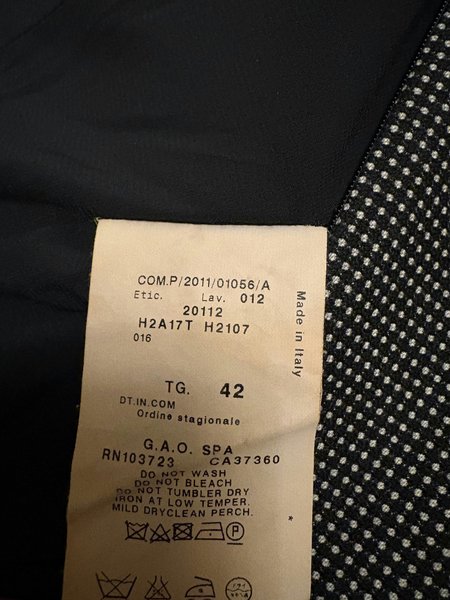 COM.P/2011/01056/A
Etic. Lav. 012
20112
H2A17T H2107
016
Made in Italy
TG. 42
DT.IN.COM
Ordine stagionale
G.A.O. SPA
RN103723 CA37360
DO NOT WASH
DO NOT BLEACH
DO NOT TUMBLER DRY
IRON AT LOW TEMPER.
MILD DRYCLEAN PERCH.
P